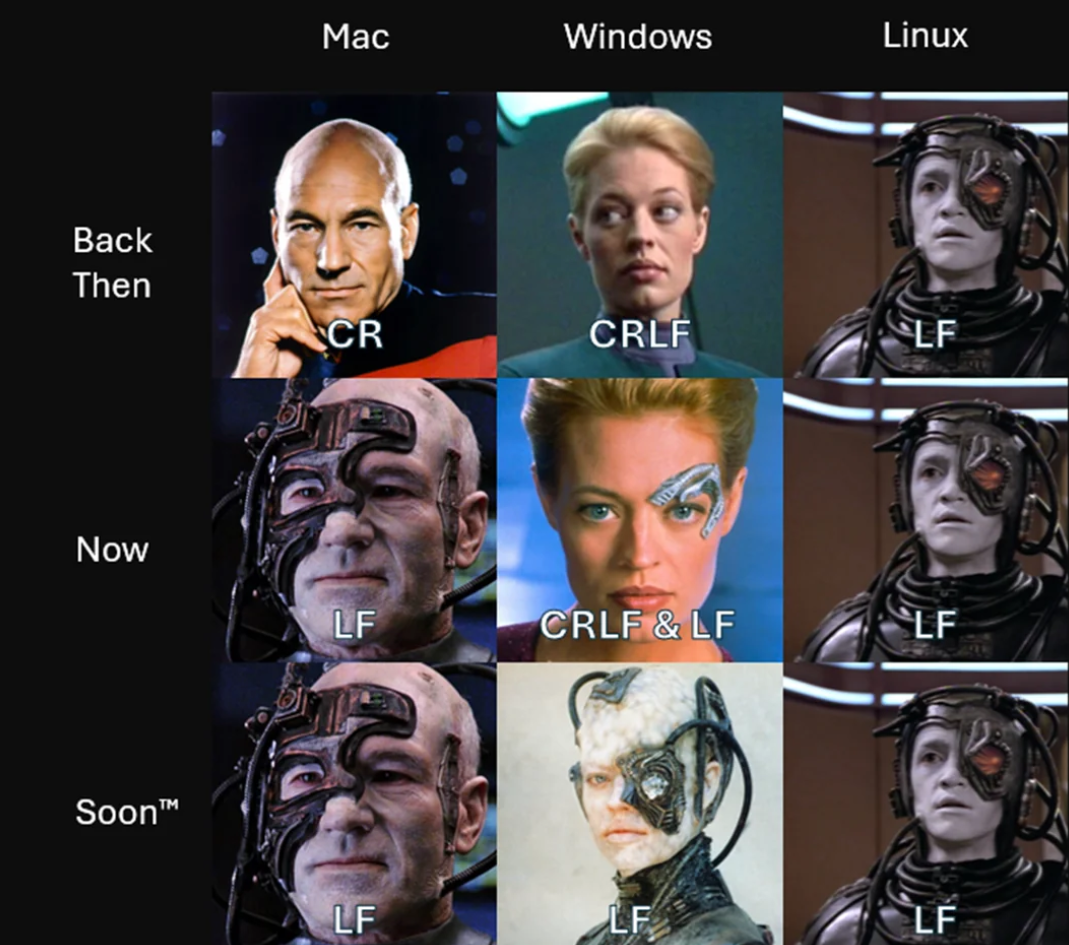 Mac Windows Linux
Back
Then
CR CRLF LF
Now
LF CRLF & LF LF
Soon™
LF LF LF